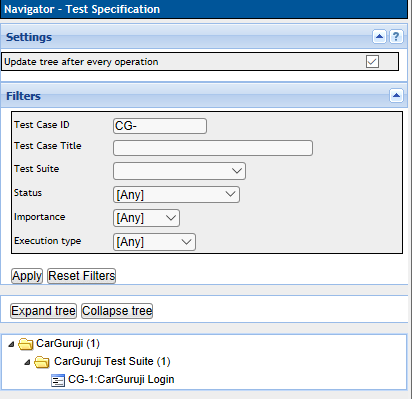 Navigator - Test Specification
Settings ?
Update tree after every operation
Filters
Test Case ID CG-
Test Case Title
Test Suite
Status [Any]
Importance [Any]
Execution type [Any]
Apply Reset Filters
Expand tree Collapse tree
CarGuruji (1)
CarGuruji Test Suite (1)
CG-1:CarGuruji Login